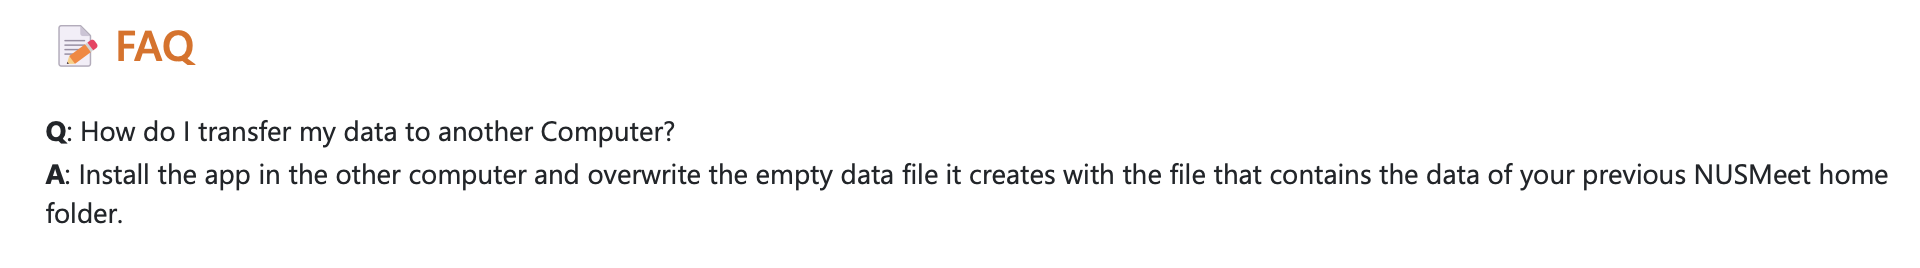 FAQ
Q: How do I transfer my data to another Computer?
A: Install the app in the other computer and overwrite the empty data file it creates with the file that contains the data of your previous NUSMeet home
folder.